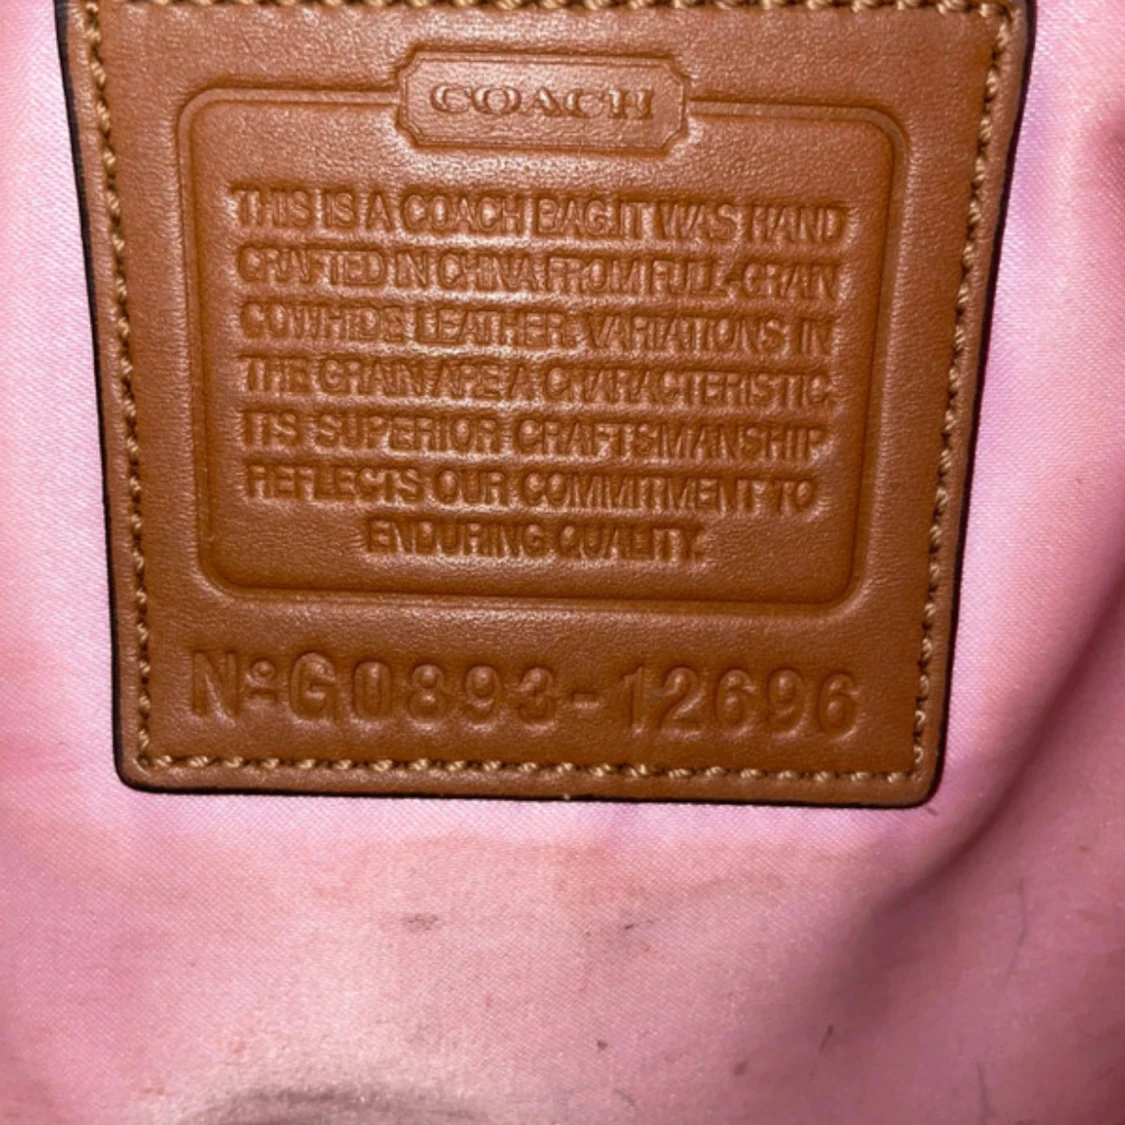 COACH
THIS IS A COACH BAG.IT WAS HAND
CRAFTED IN CHINA FROM FULL-GRAIN
COWHIDE LEATHER. VARIATIONS IN
THE GRAIN ARE A CHARACTERISTIC.
ITS SUPERIOR CRAFTSMANSHIP
REFLECTS OUR COMMITMENT TO
ENDURING QUALITY.
Nº G0893-12696